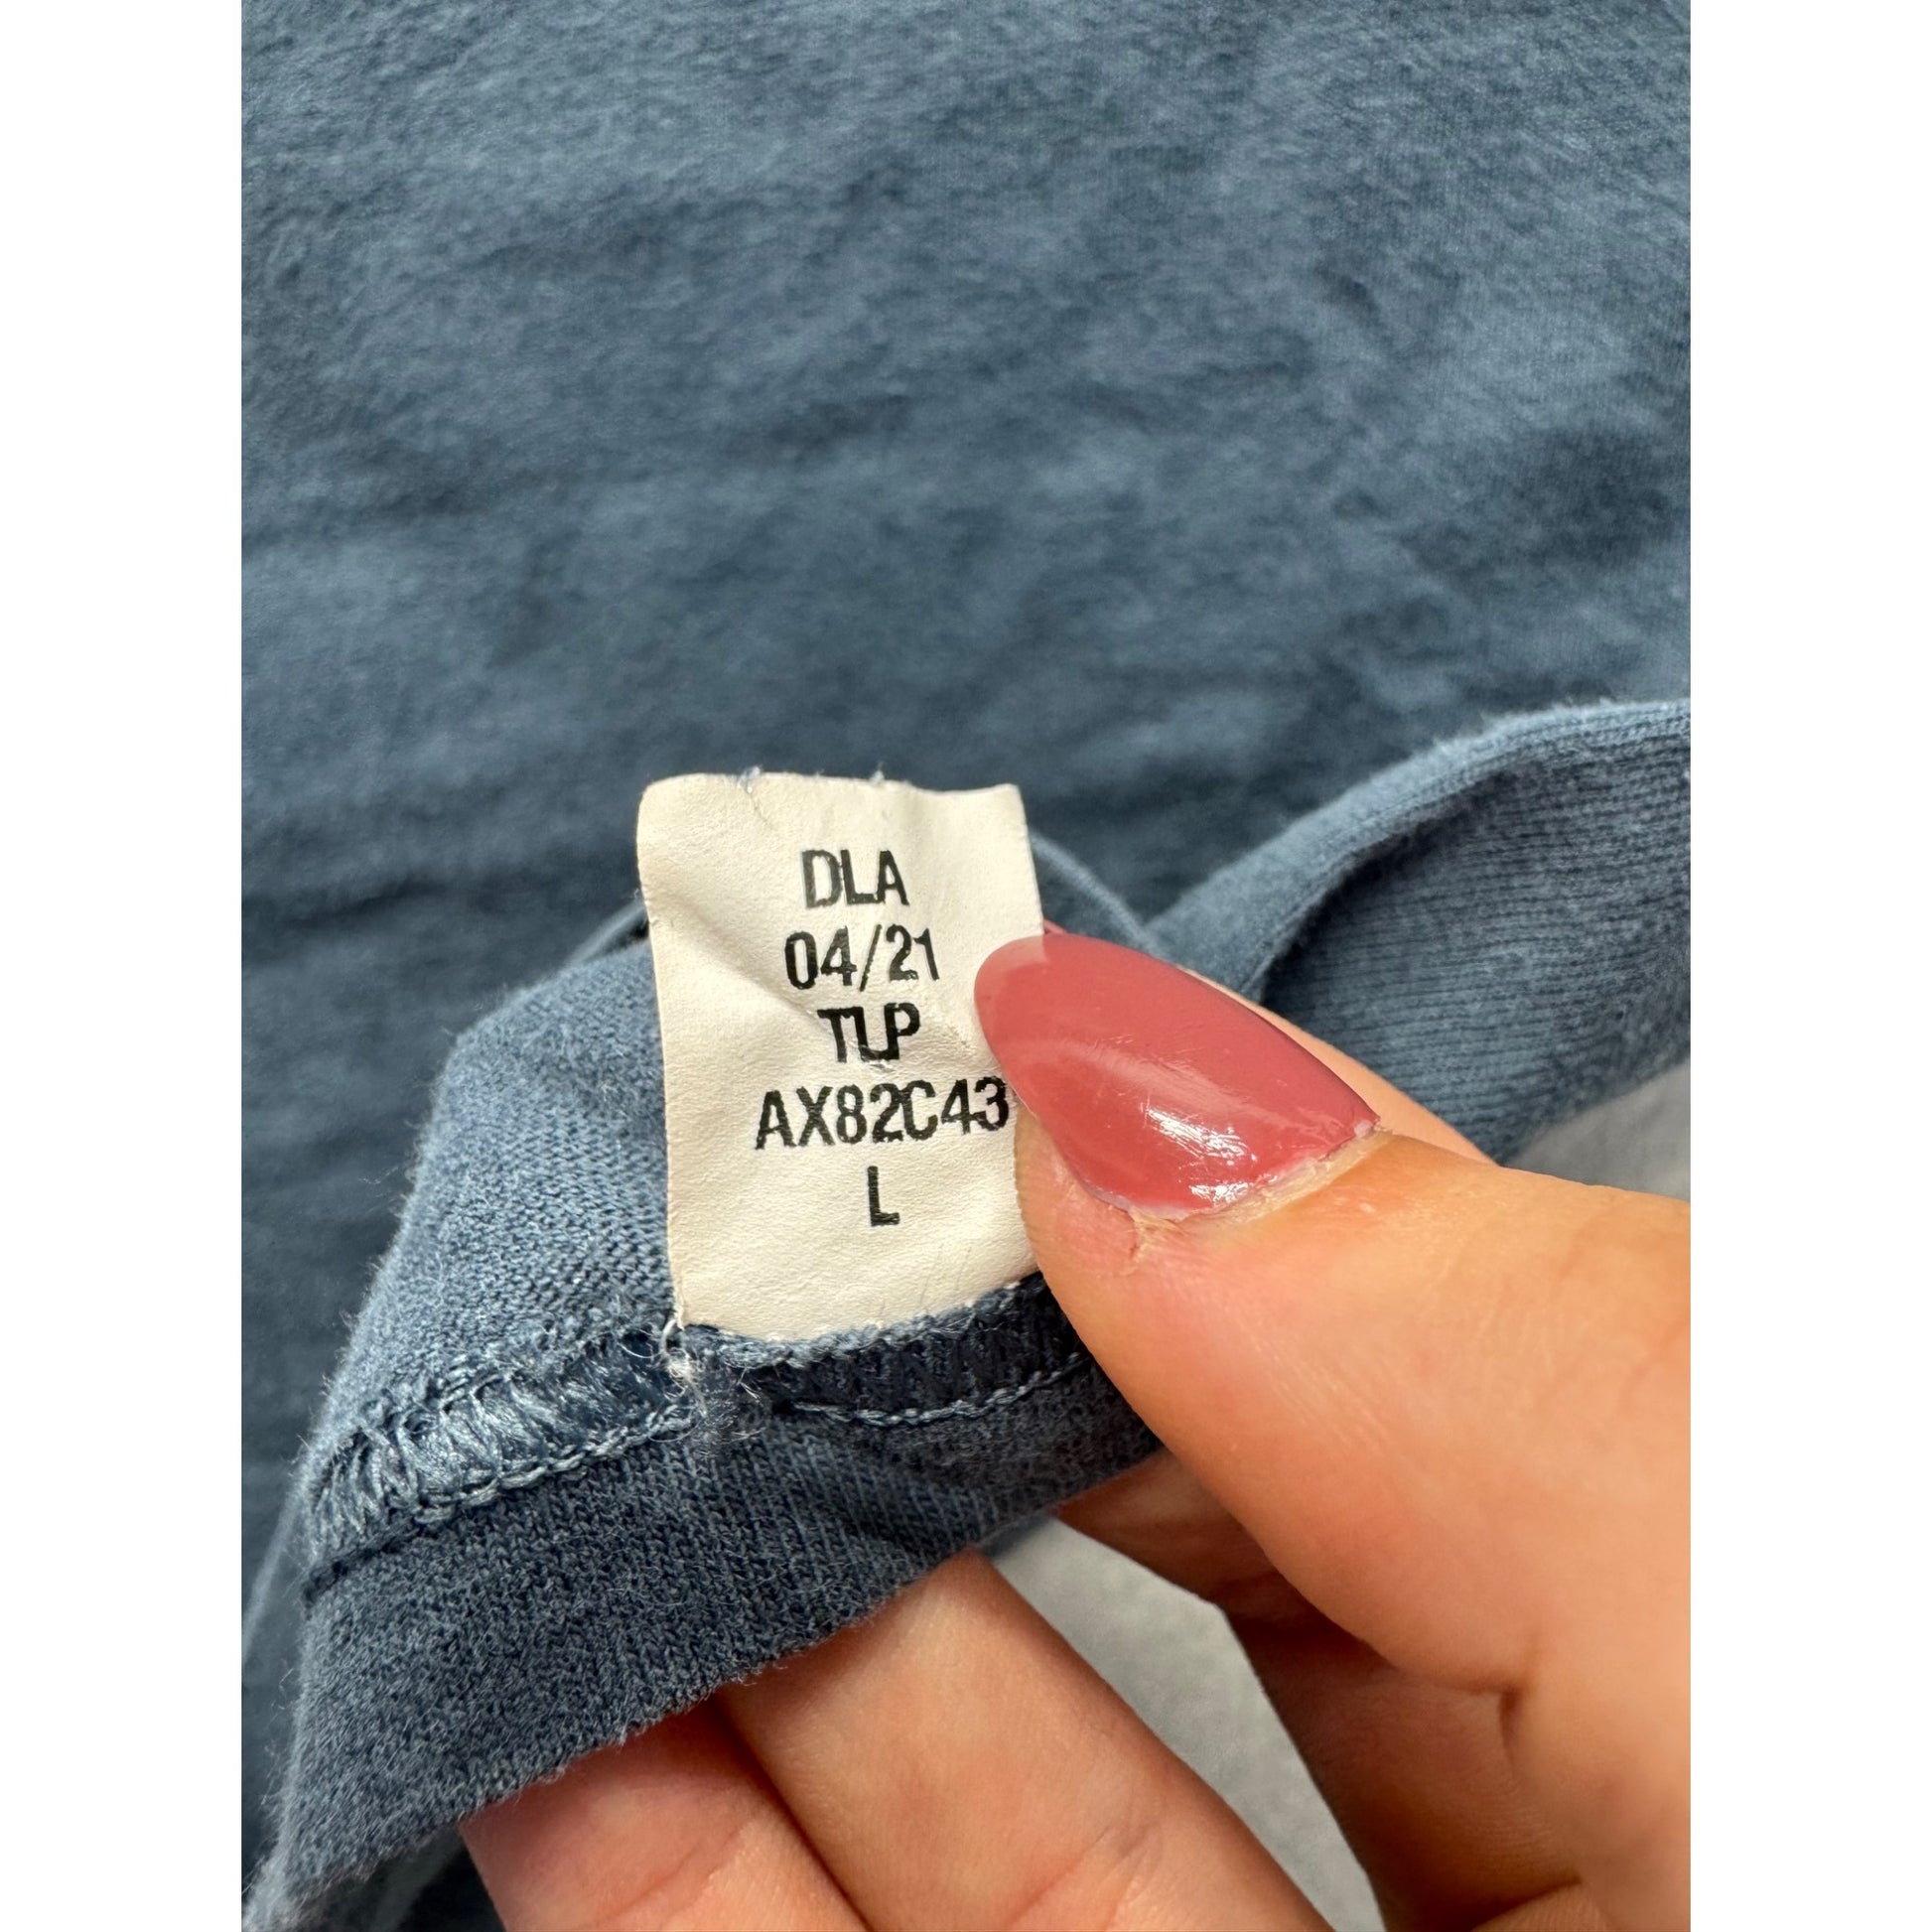 DLA
04/21
TLP
AX82C43
L